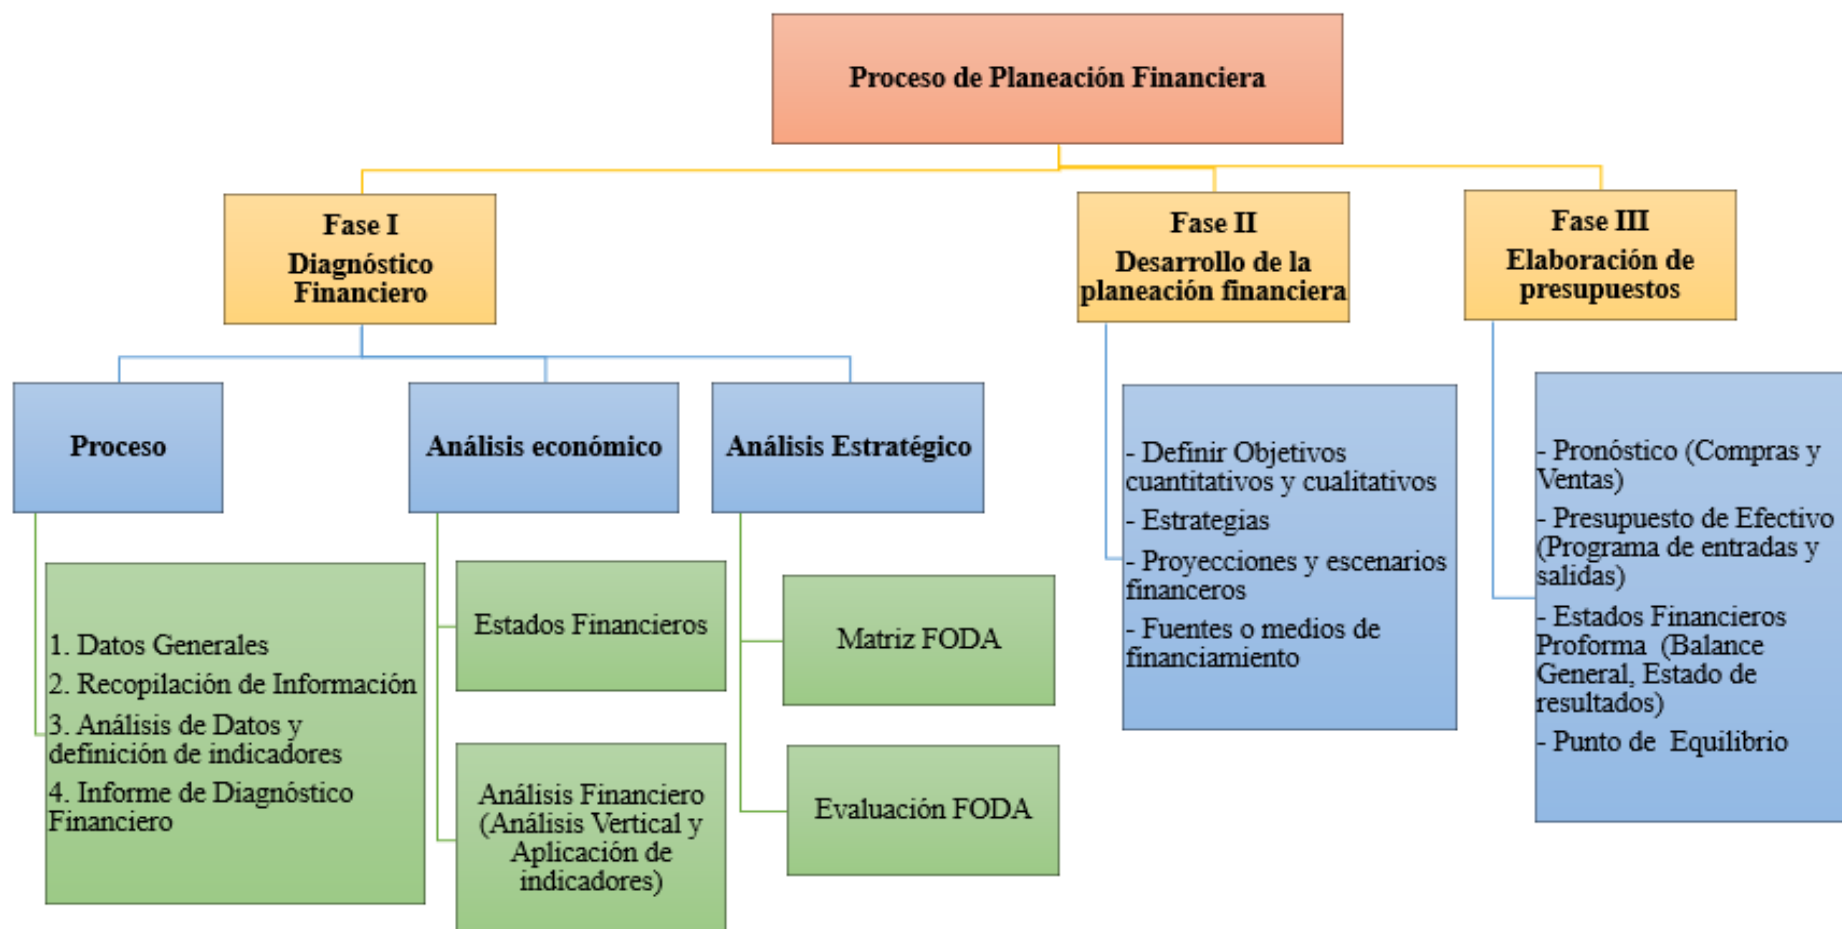 Proceso de Planeación Financiera
Fase I
Diagnóstico
Financiero
Fase II
Desarrollo de la
planeación financiera
Fase III
Elaboración de
presupuestos
Proceso
Análisis económico
Análisis Estratégico
1. Datos Generales
2. Recopilación de Información
3. Análisis de Datos y
definición de indicadores
4. Informe de Diagnóstico
Financiero
Estados Financieros
Análisis Financiero
(Análisis Vertical y
Aplicación de
indicadores)
Matriz FODA
Evaluación FODA
- Definir Objetivos
cuantitativos y cualitativos
- Estrategias
- Proyecciones y escenarios
financeros
- Fuentes o medios de
financiamiento
- Pronóstico (Compras y
Ventas)
- Presupuesto de Efectivo
(Programa de entradas y
salidas)
- Estados Financieros
Proforma (Balance
General, Estado de
resultados)
- Punto de Equilibrio